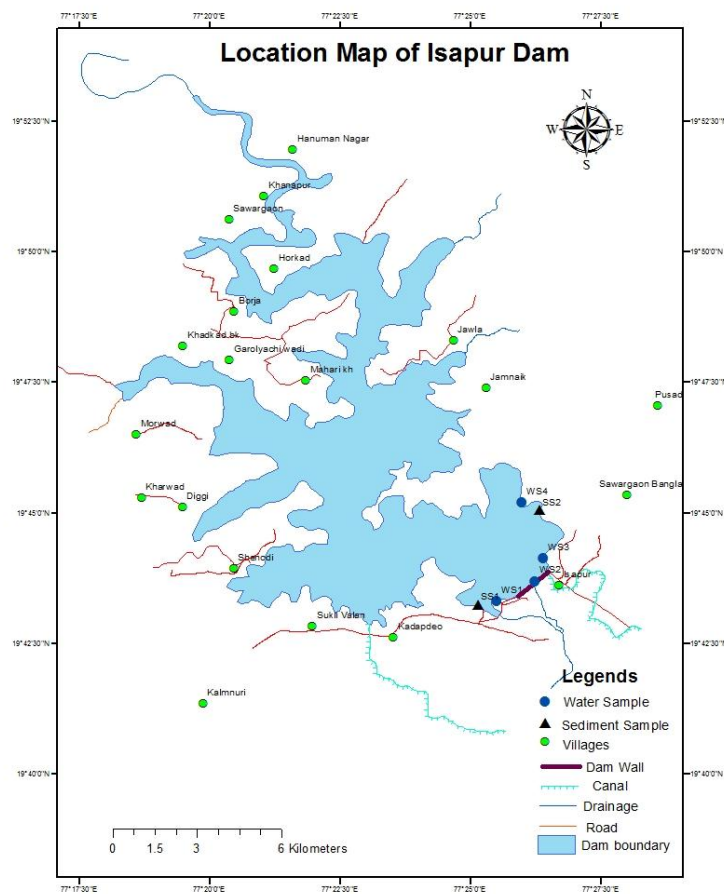 77°17'30"E 77°20'0"E 77°22'30"E 77°25'0"E 77°27'30"E
Location Map of Isapur Dam
N
W E
S
19°52'30"N 19°52'30"N
Hanuman Nagar
Khanapur
Sawargaon
19°50'0"N 19°50'0"N
Horkad
Borja
Khadkad bk
Jawla
Garolyachi wadi
Mahari kh
19°47'30"N 19°47'30"N
Jamnaik
Pusad
Morwad
Kharwad
Sawargaon Bangla
Diggi
WS4
SS2
19°45'0"N 19°45'0"N
WS3
Shenodi
WS2
WS1
SS1
Sukli Valan
Kadapdeo
19°42'30"N 19°42'30"N
Kalmnuri
Legends
Water Sample
Sediment Sample
Villages
Dam Wall
19°40'0"N 19°40'0"N
Canal
Drainage
Road
Dam boundary
0 1.5 3 6 Kilometers
77°17'30"E 77°20'0"E 77°22'30"E 77°25'0"E 77°27'30"E